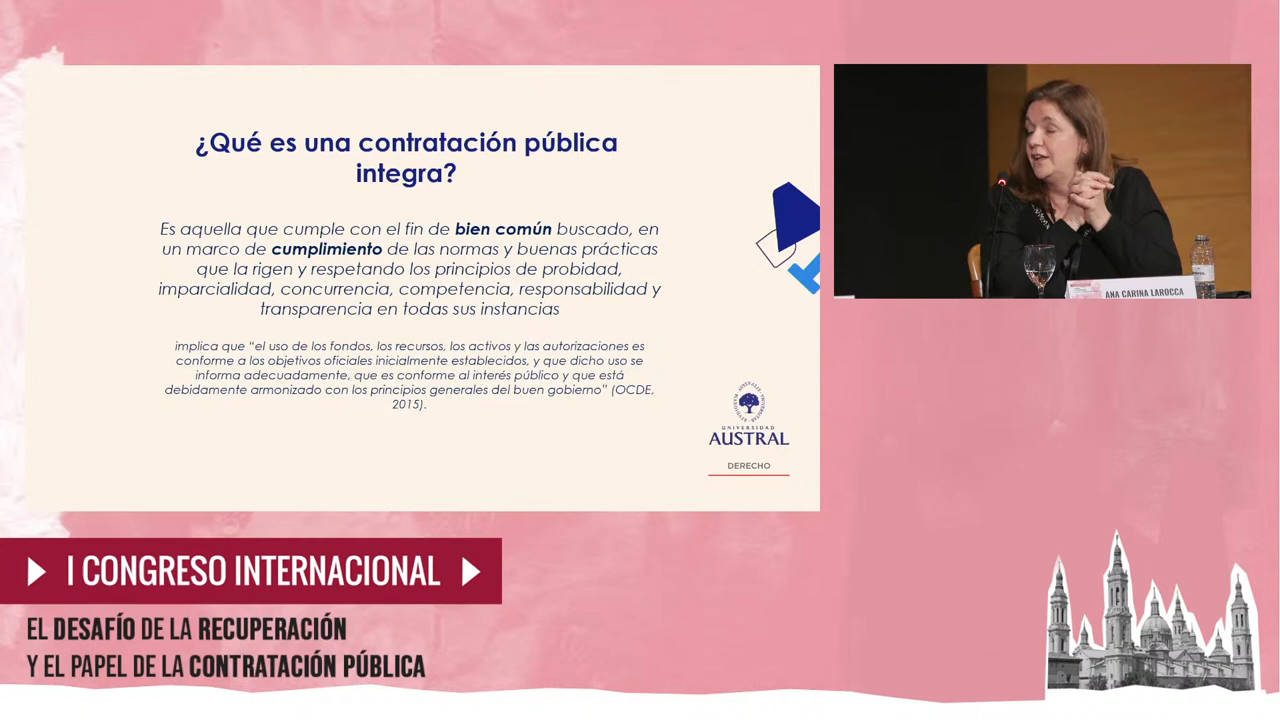 ¿Qué es una contratación pública
integra?
Es aquella que cumple con el fin de bien común buscado, en
un marco de cumplimiento de las normas y buenas prácticas
que la rigen y respetando los principios de probidad,
imparcialidad, concurrencia, competencia, responsabilidad y
transparencia en todas sus instancias
implica que “el uso de los fondos, los recursos, los activos y las autorizaciones es
conforme a los objetivos oficiales inicialmente establecidos, y que dicho uso se
informa adecuadamente, que es conforme al interés público y que está
debidamente armonizado con los principios generales del buen gobierno” (OCDE,
2015).
UNIVERSIDAD
AUSTRAL
DERECHO
ANA CARINA LAROCCA
I CONGRESO INTERNACIONAL
EL DESAFÍO DE LA RECUPERACIÓN
Y EL PAPEL DE LA CONTRATACIÓN PÚBLICA